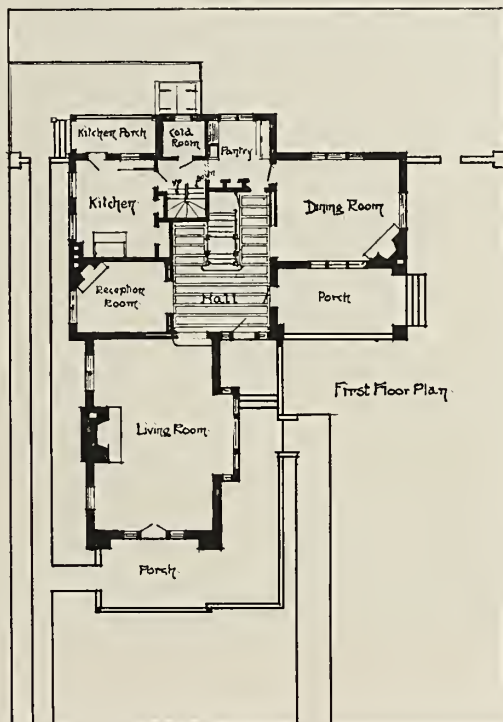 Kitchen Porch
Cold
Room
Pantry
Kitchen
Dining Room
Reception
Room
Hall
Porch
First Floor Plan
Living Room
Porch